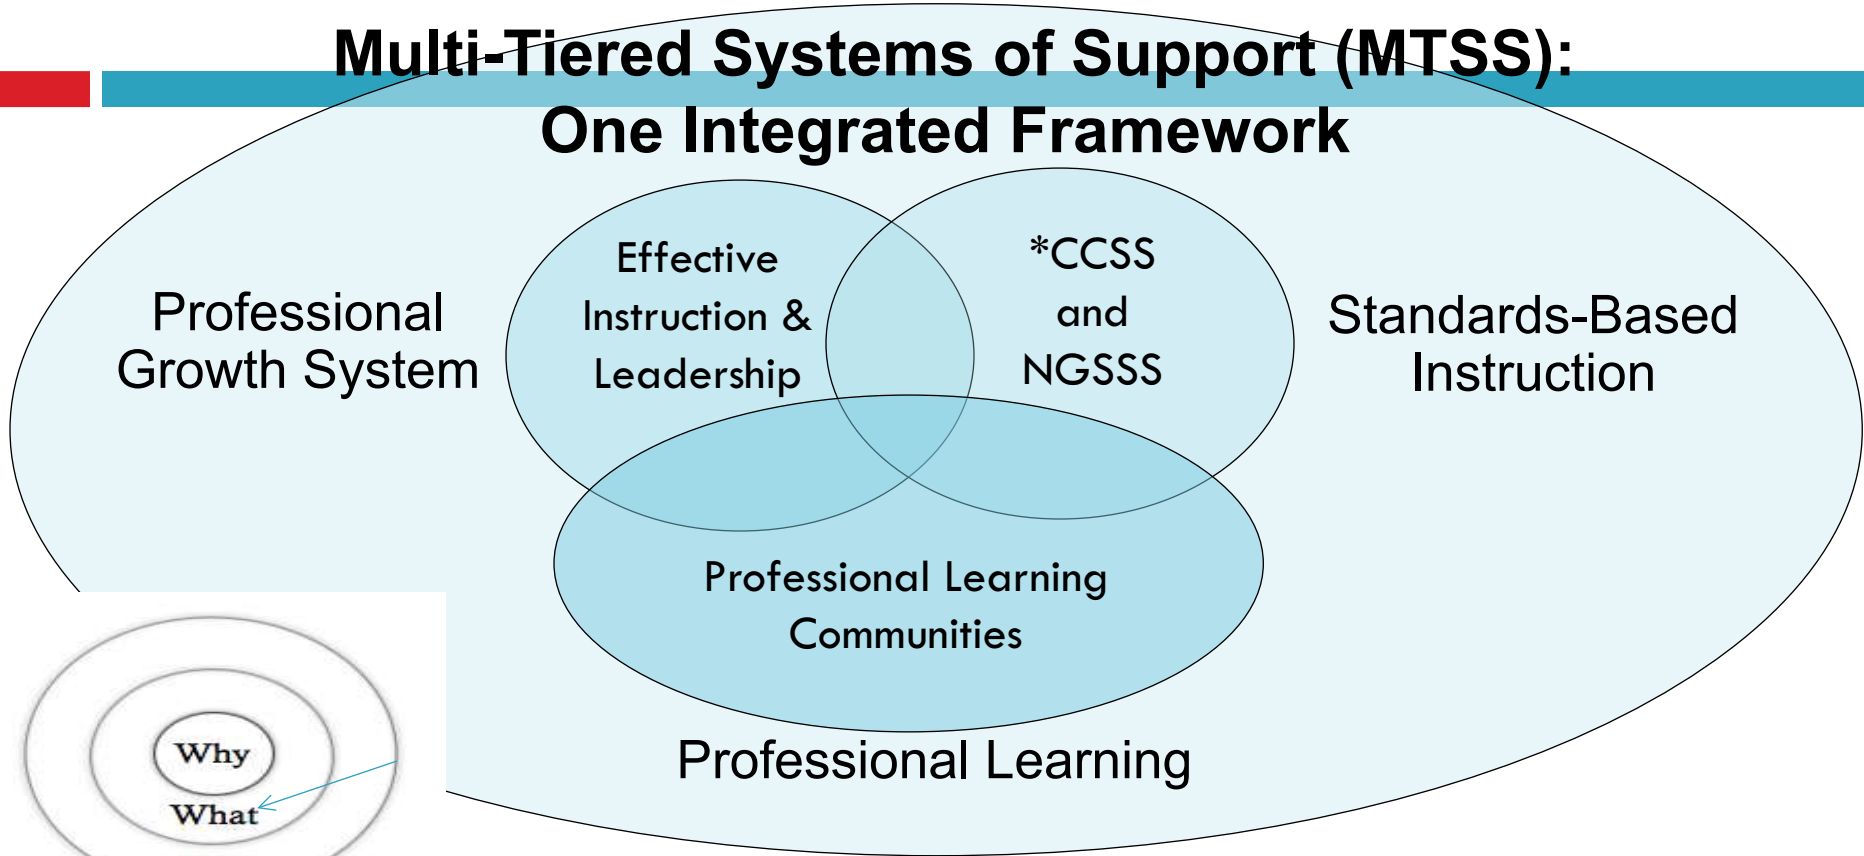 Multi-Tiered Systems of Support (MTSS):
One Integrated Framework
Professional
Growth System
Effective
Instruction &
Leadership
*CCSS
and
NGSSS
Standards-Based
Instruction
Professional Learning
Communities
Professional Learning
Why
What